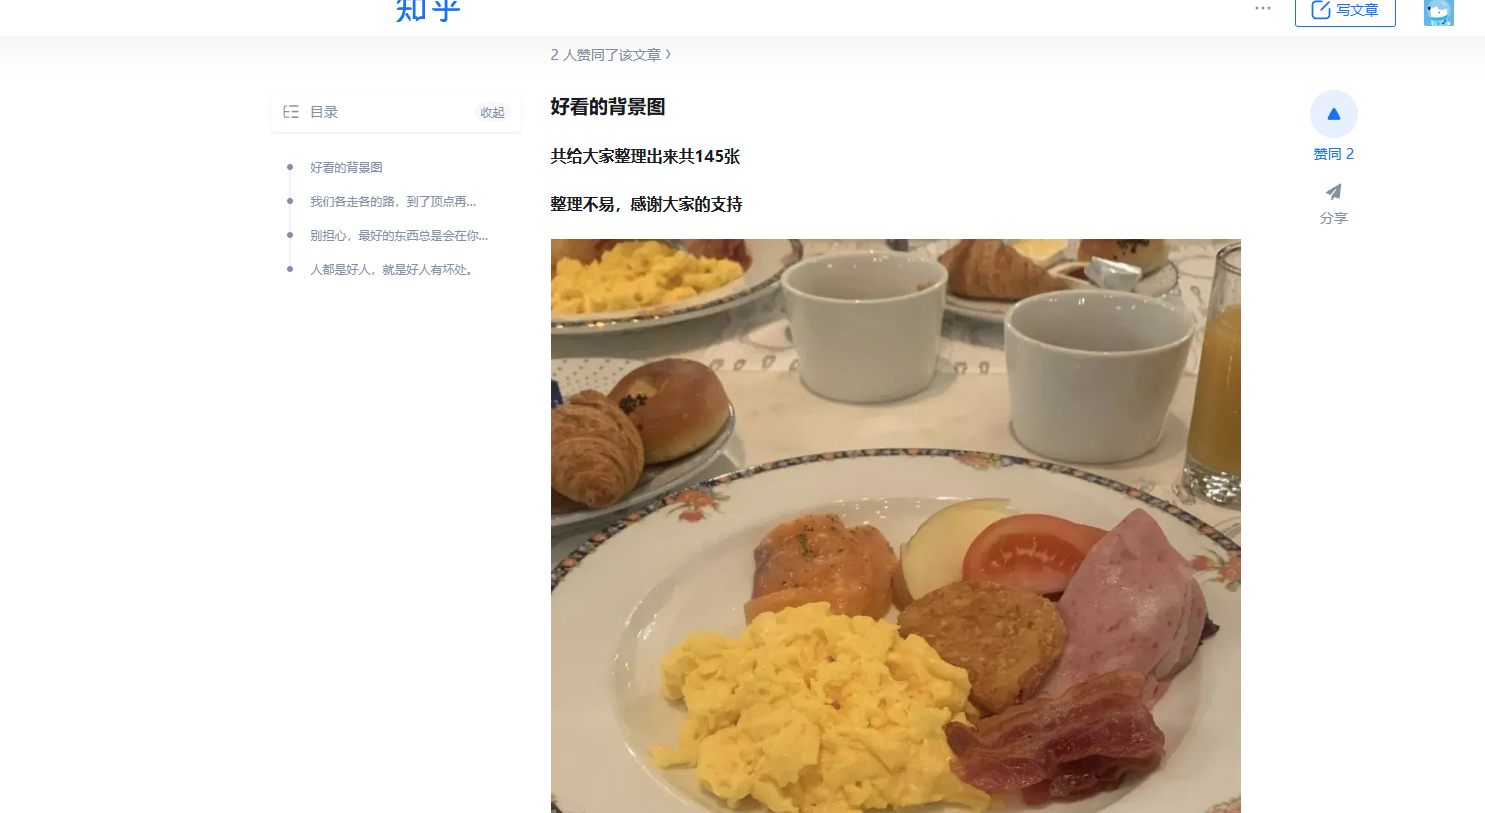 知乎
写文章
2 人赞同了该文章
目录
收起
好看的背景图
我们各走各的路，到了顶点再...
别担心，最好的东西总是会在你...
人都是好人，就是好人有坏处。
好看的背景图
共给大家整理出来共145张
整理不易，感谢大家的支持
赞同 2
分享